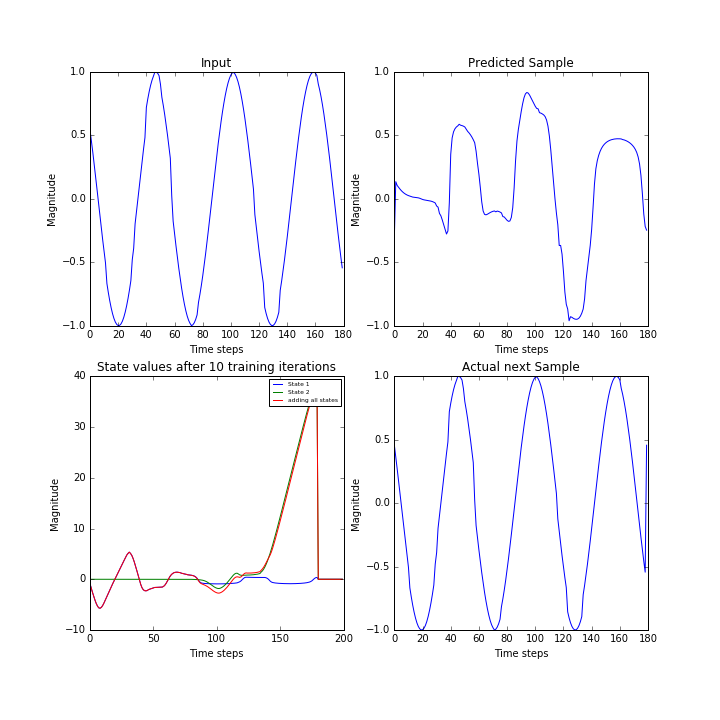 Input
1.0
0.5
0.0
−0.5
−1.0
Magnitude
0 20 40 60 80 100 120 140 160 180
Time steps
Predicted Sample
1.0
0.5
0.0
−0.5
−1.0
Magnitude
0 20 40 60 80 100 120 140 160 180
Time steps
State values after 10 training iterations
40
30
20
10
0
−10
Magnitude
State 1
State 2
adding all states
0 50 100 150 200
Time steps
Actual next Sample
1.0
0.5
0.0
−0.5
−1.0
Magnitude
0 20 40 60 80 100 120 140 160 180
Time steps